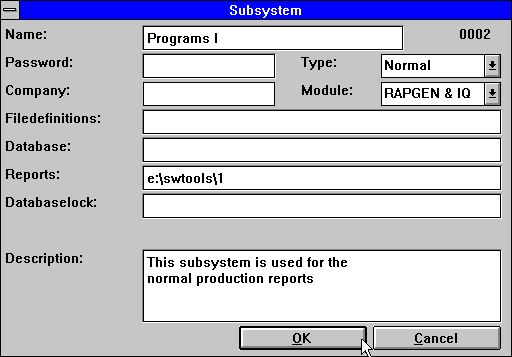 Subsystem
Name: Programs I 0002
Password: Type: Normal
Company: Module: RAPGEN & IQ
Filedefinitions:
Database:
Reports: e:\swtools\1
Databaselock:
Description: This subsystem is used for the
normal production reports
OK Cancel